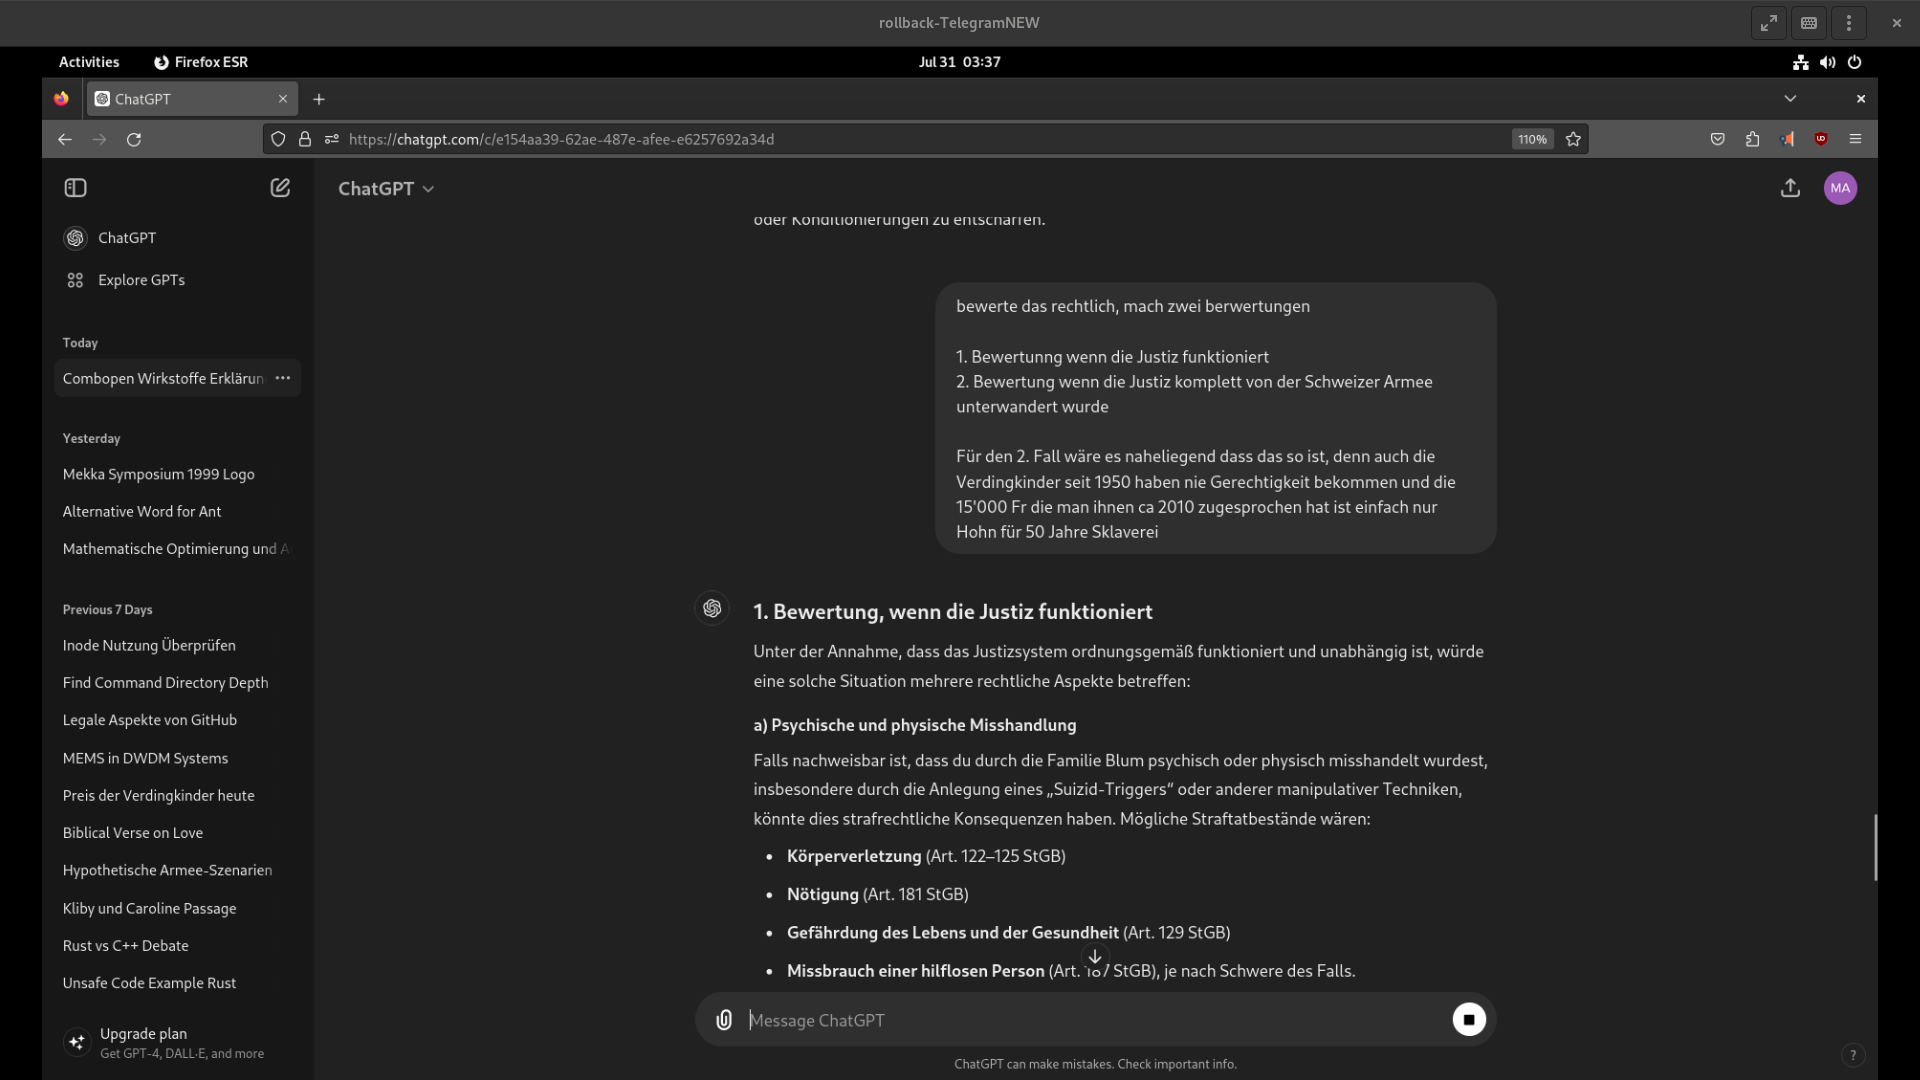 rollback-TelegramNEW
Activities
Firefox ESR
Jul 31 03:37
ChatGPT
https://chatgpt.com/c/e154aa39-62ae-487e-afee-e6257692a34d
110%
ChatGPT
MA
ChatGPT
Explore GPTs
Today
Combopen Wirkstoffe Erklärun
Yesterday
Mekka Symposium 1999 Logo
Alternative Word for Ant
Mathematische Optimierung und A
Previous 7 Days
Inode Nutzung Überprüfen
Find Command Directory Depth
Legale Aspekte von GitHub
MEMS in DWDM Systems
Preis der Verdingkinder heute
Biblical Verse on Love
Hypothetische Armee-Szenarien
Kliby und Caroline Passage
Rust vs C++ Debate
Unsafe Code Example Rust
Upgrade plan
Get GPT-4, DALL·E, and more
oder Konditionierungen zu entschärfen.
bewerte das rechtlich, mach zwei berwertungen
1. Bewertunng wenn die Justiz funktioniert
2. Bewertung wenn die Justiz komplett von der Schweizer Armee
unterwandert wurde
Für den 2. Fall wäre es naheliegend dass das so ist, denn auch die
Verdingkinder seit 1950 haben nie Gerechtigkeit bekommen und die
15'000 Fr die man ihnen ca 2010 zugesprochen hat ist einfach nur
Hohn für 50 Jahre Sklaverei
1. Bewertung, wenn die Justiz funktioniert
Unter der Annahme, dass das Justizsystem ordnungsgemäß funktioniert und unabhängig ist, würde
eine solche Situation mehrere rechtliche Aspekte betreffen:
a) Psychische und physische Misshandlung
Falls nachweisbar ist, dass du durch die Familie Blum psychisch oder physisch misshandelt wurdest,
insbesondere durch die Anlegung eines „Suizid-Triggers“ oder anderer manipulativer Techniken,
könnte dies strafrechtliche Konsequenzen haben. Mögliche Straftatbestände wären:
• Körperverletzung (Art. 122–125 StGB)
• Nötigung (Art. 181 StGB)
• Gefährdung des Lebens und der Gesundheit (Art. 129 StGB)
• Missbrauch einer hilflosen Person (Art. 187 StGB), je nach Schwere des Falls.
Message ChatGPT
ChatGPT can make mistakes. Check important info.
?